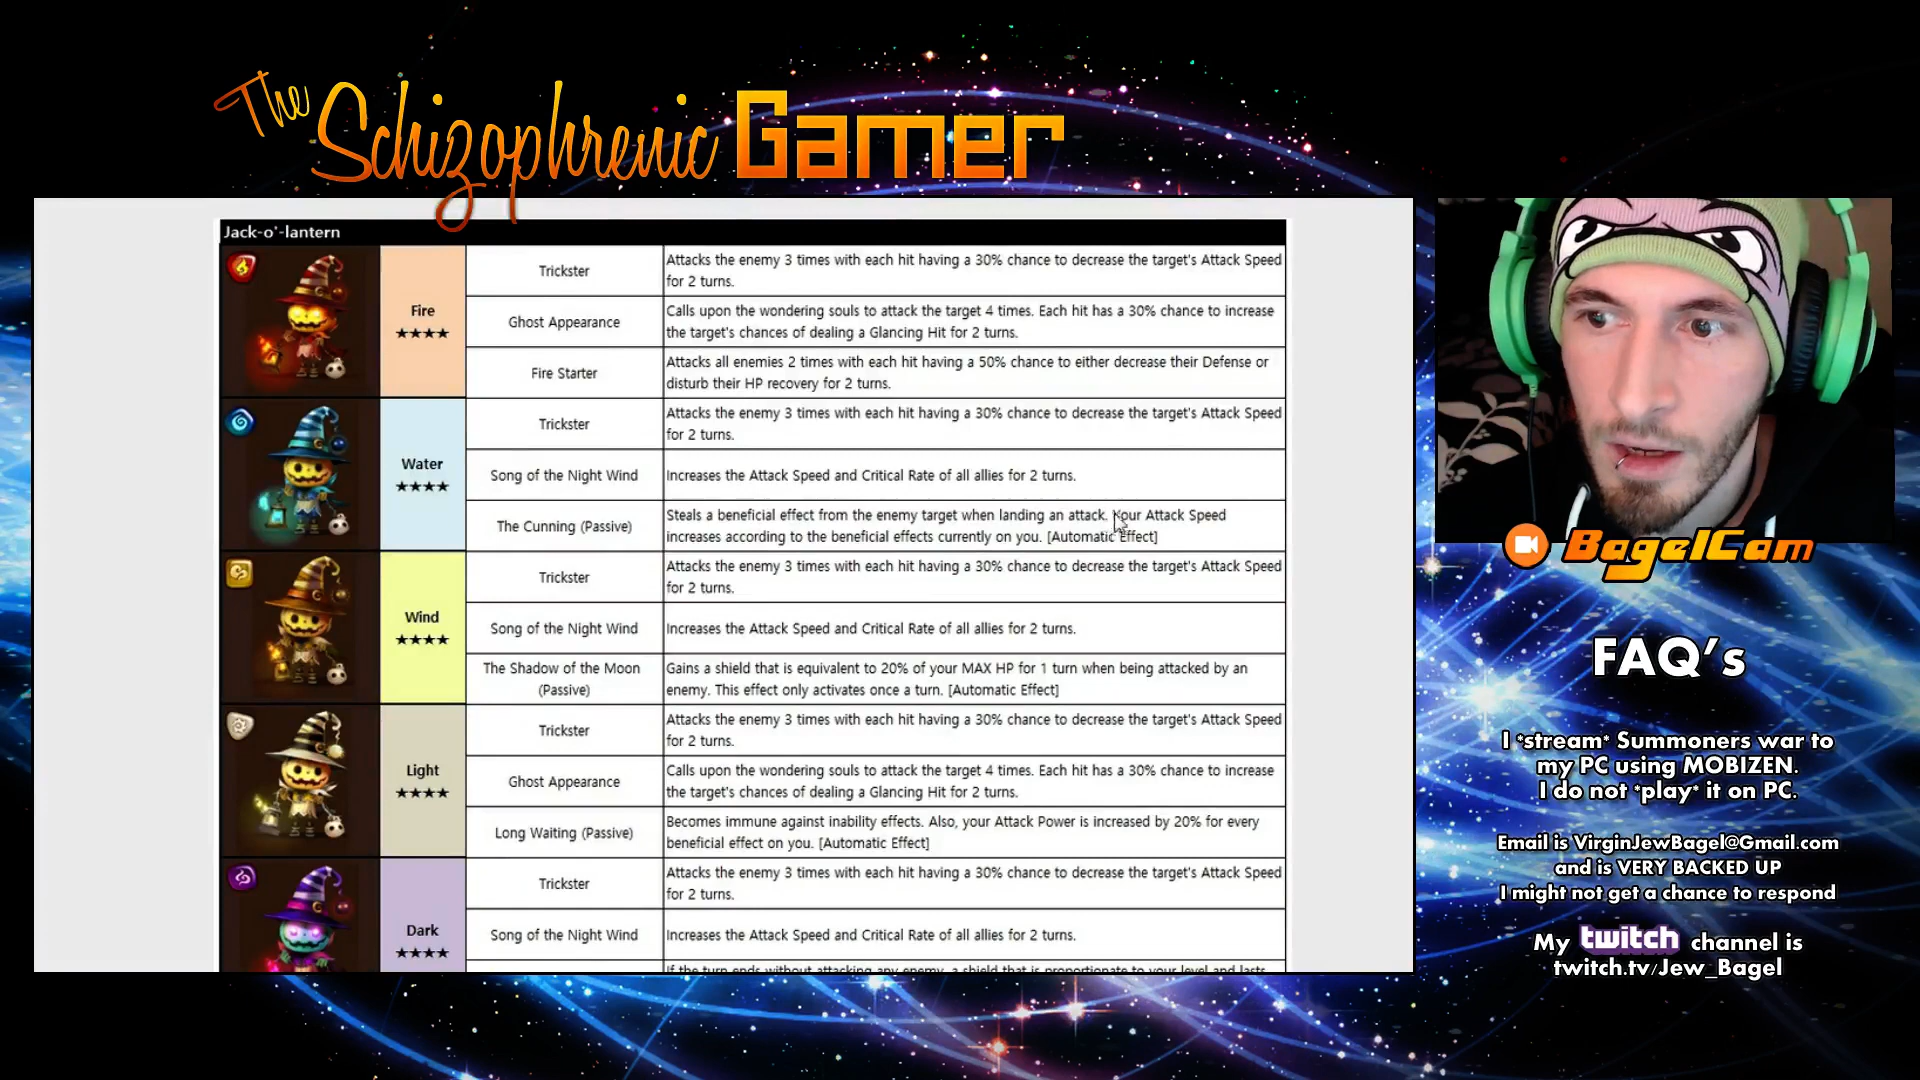 The Schizophrenic Gamer
Jack-o'-lantern
Fire
★★★★
Trickster
Attacks the enemy 3 times with each hit having a 30% chance to decrease the target's Attack Speed
for 2 turns.
Ghost Appearance
Calls upon the wondering souls to attack the target 4 times. Each hit has a 30% chance to increase
the target's chances of dealing a Glancing Hit for 2 turns.
Fire Starter
Attacks all enemies 2 times with each hit having a 50% chance to either decrease their Defense or
disturb their HP recovery for 2 turns.
Water
★★★★
Trickster
Attacks the enemy 3 times with each hit having a 30% chance to decrease the target's Attack Speed
for 2 turns.
Song of the Night Wind
Increases the Attack Speed and Critical Rate of all allies for 2 turns.
The Cunning (Passive)
Steals a beneficial effect from the enemy target when landing an attack. Your Attack Speed
increases according to the beneficial effects currently on you. [Automatic Effect]
Wind
★★★★
Trickster
Attacks the enemy 3 times with each hit having a 30% chance to decrease the target's Attack Speed
for 2 turns.
Song of the Night Wind
Increases the Attack Speed and Critical Rate of all allies for 2 turns.
The Shadow of the Moon
(Passive)
Gains a shield that is equivalent to 20% of your MAX HP for 1 turn when being attacked by an
enemy. This effect only activates once a turn. [Automatic Effect]
Light
★★★★
Trickster
Attacks the enemy 3 times with each hit having a 30% chance to decrease the target's Attack Speed
for 2 turns.
Ghost Appearance
Calls upon the wondering souls to attack the target 4 times. Each hit has a 30% chance to increase
the target's chances of dealing a Glancing Hit for 2 turns.
Long Waiting (Passive)
Becomes immune against inability effects. Also, your Attack Power is increased by 20% for every
beneficial effect on you. [Automatic Effect]
Dark
★★★★
Trickster
Attacks the enemy 3 times with each hit having a 30% chance to decrease the target's Attack Speed
for 2 turns.
Song of the Night Wind
Increases the Attack Speed and Critical Rate of all allies for 2 turns.
If the turn ends without attacking any enemy, a shield that is proportionate to your level and lasts
BagelCam
FAQ's
I *stream* Summoners war to
my PC using MOBIZEN.
I do not *play* it on PC.
Email is VirginJewBagel@Gmail.com
and is VERY BACKED UP
I might not get a chance to respond
My twitch channel is
twitch.tv/Jew_Bagel